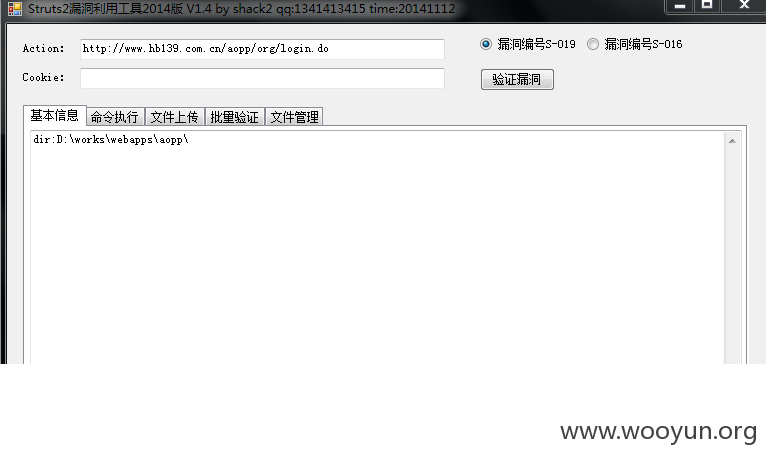 Struts2漏洞利用工具2014版 V1.4 by shack2 qq:1341413415 time:20141112
Action: http://www.hb139.com.cn/aopp/org/login.do 漏洞编号S-019 漏洞编号S-016
Cookie: 验证漏洞
基本信息 命令执行 文件上传 批量验证 文件管理
dir:D:\works\webapps\aopp\
www.wooyun.org